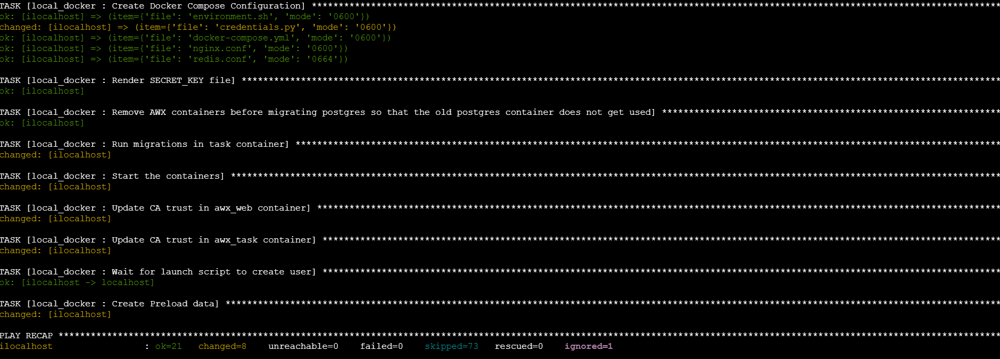 TASK [local_docker : Create Docker Compose Configuration] ********************************************************************************************************************************
ok: [ilocalhost] => (item={'file': 'environment.sh', 'mode': '0600'})
changed: [ilocalhost] => (item={'file': 'credentials.py', 'mode': '0600'})
ok: [ilocalhost] => (item={'file': 'docker-compose.yml', 'mode': '0600'})
ok: [ilocalhost] => (item={'file': 'nginx.conf', 'mode': '0600'})
ok: [ilocalhost] => (item={'file': 'redis.conf', 'mode': '0664'})
TASK [local_docker : Render SECRET_KEY file] *********************************************************************************************************************************************
ok: [ilocalhost]
TASK [local_docker : Remove AWX containers before migrating postgres so that the old postgres container does not get used] ***************************************************************
ok: [ilocalhost]
TASK [local_docker : Run migrations in task container] ***********************************************************************************************************************************
changed: [ilocalhost]
TASK [local_docker : Start the containers] ***********************************************************************************************************************************************
changed: [ilocalhost]
TASK [local_docker : Update CA trust in awx_web container] *******************************************************************************************************************************
changed: [ilocalhost]
TASK [local_docker : Update CA trust in awx_task container] ******************************************************************************************************************************
changed: [ilocalhost]
TASK [local_docker : Wait for launch script to create user] ******************************************************************************************************************************
ok: [ilocalhost -> localhost]
TASK [local_docker : Create Preload data] ************************************************************************************************************************************************
changed: [ilocalhost]
PLAY RECAP *******************************************************************************************************************************************************************************
ilocalhost                 : ok=21   changed=8    unreachable=0    failed=0    skipped=73   rescued=0    ignored=1